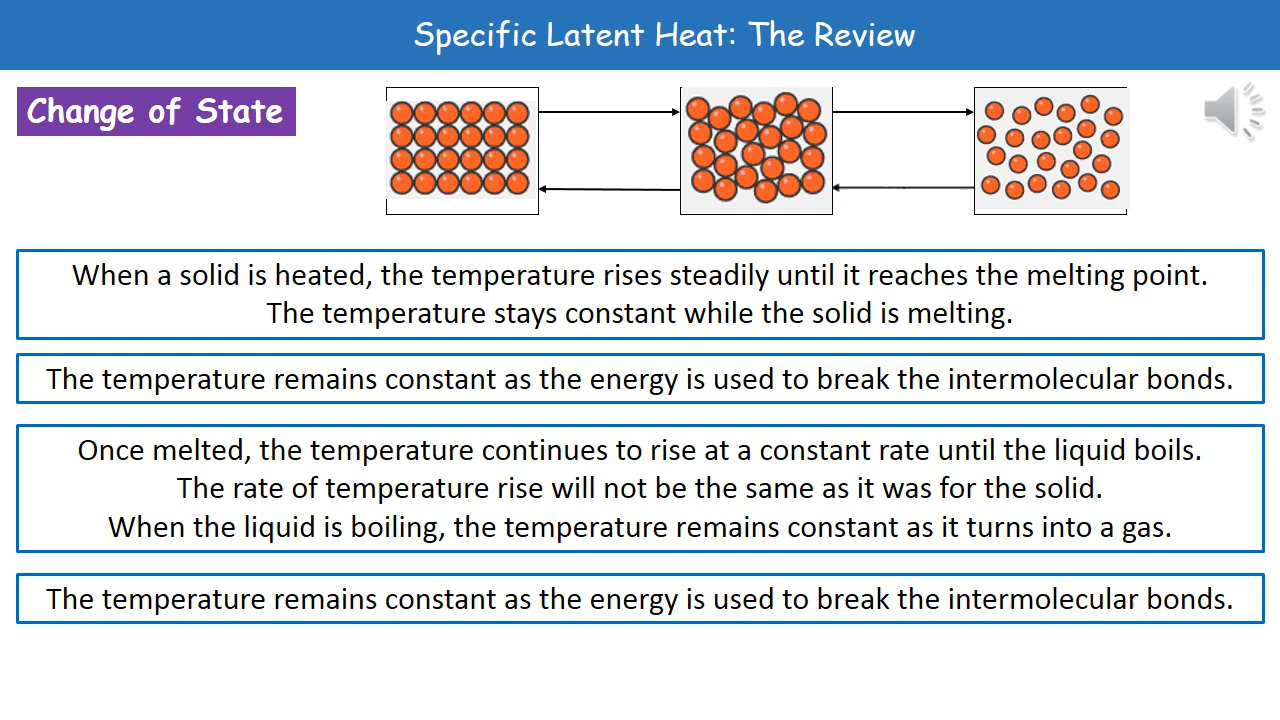 Specific Latent Heat: The Review
Change of State
When a solid is heated, the temperature rises steadily until it reaches the melting point.
The temperature stays constant while the solid is melting.
The temperature remains constant as the energy is used to break the intermolecular bonds.
Once melted, the temperature continues to rise at a constant rate until the liquid boils.
The rate of temperature rise will not be the same as it was for the solid.
When the liquid is boiling, the temperature remains constant as it turns into a gas.
The temperature remains constant as the energy is used to break the intermolecular bonds.